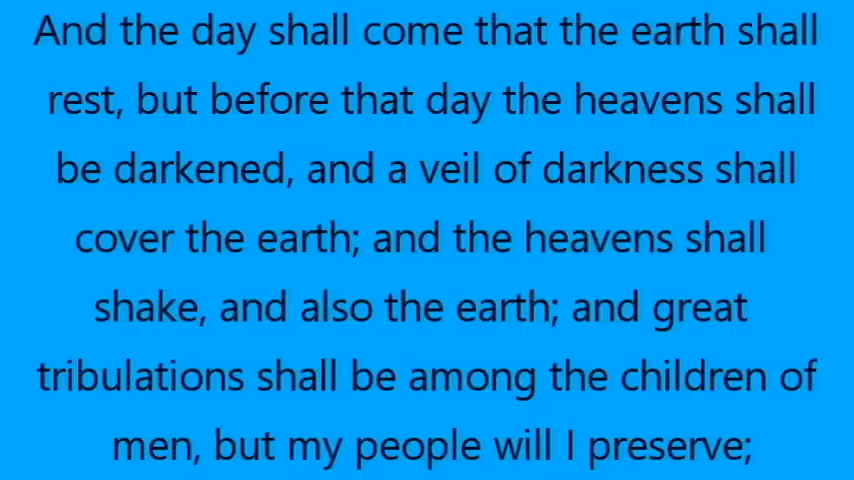 And the day shall come that the earth shall
rest, but before that day the heavens shall
be darkened, and a veil of darkness shall
cover the earth; and the heavens shall
shake, and also the earth; and great
tribulations shall be among the children of
men, but my people will I preserve;